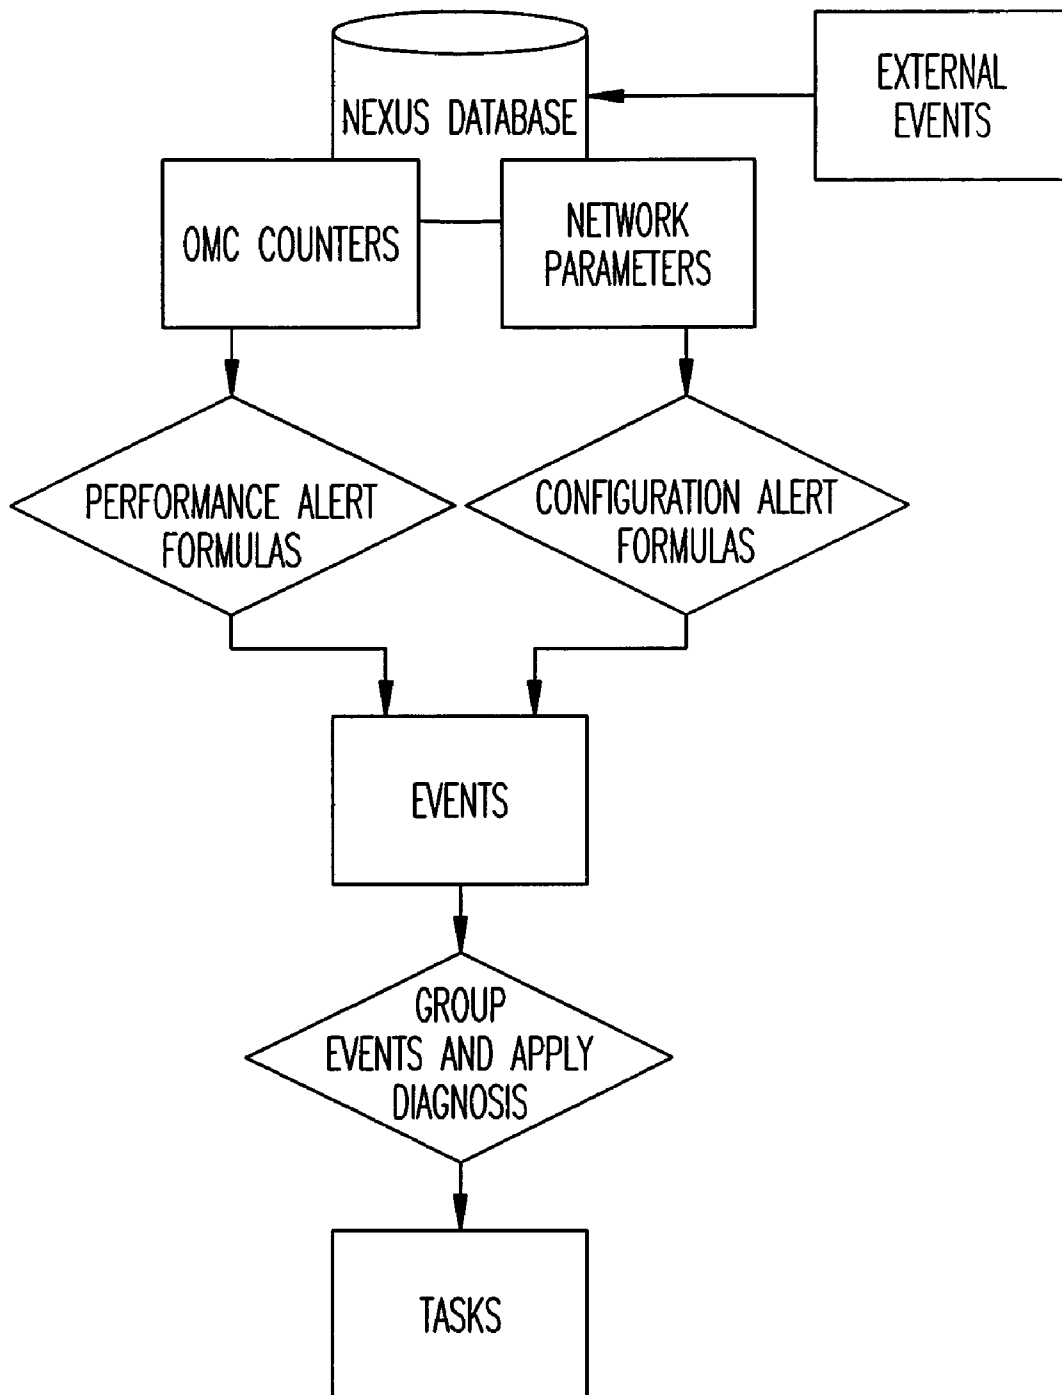 NEXUS DATABASE
EXTERNAL
EVENTS
OMC COUNTERS
NETWORK
PARAMETERS
PERFORMANCE ALERT
FORMULAS
CONFIGURATION ALERT
FORMULAS
EVENTS
GROUP
EVENTS AND APPLY
DIAGNOSIS
TASKS